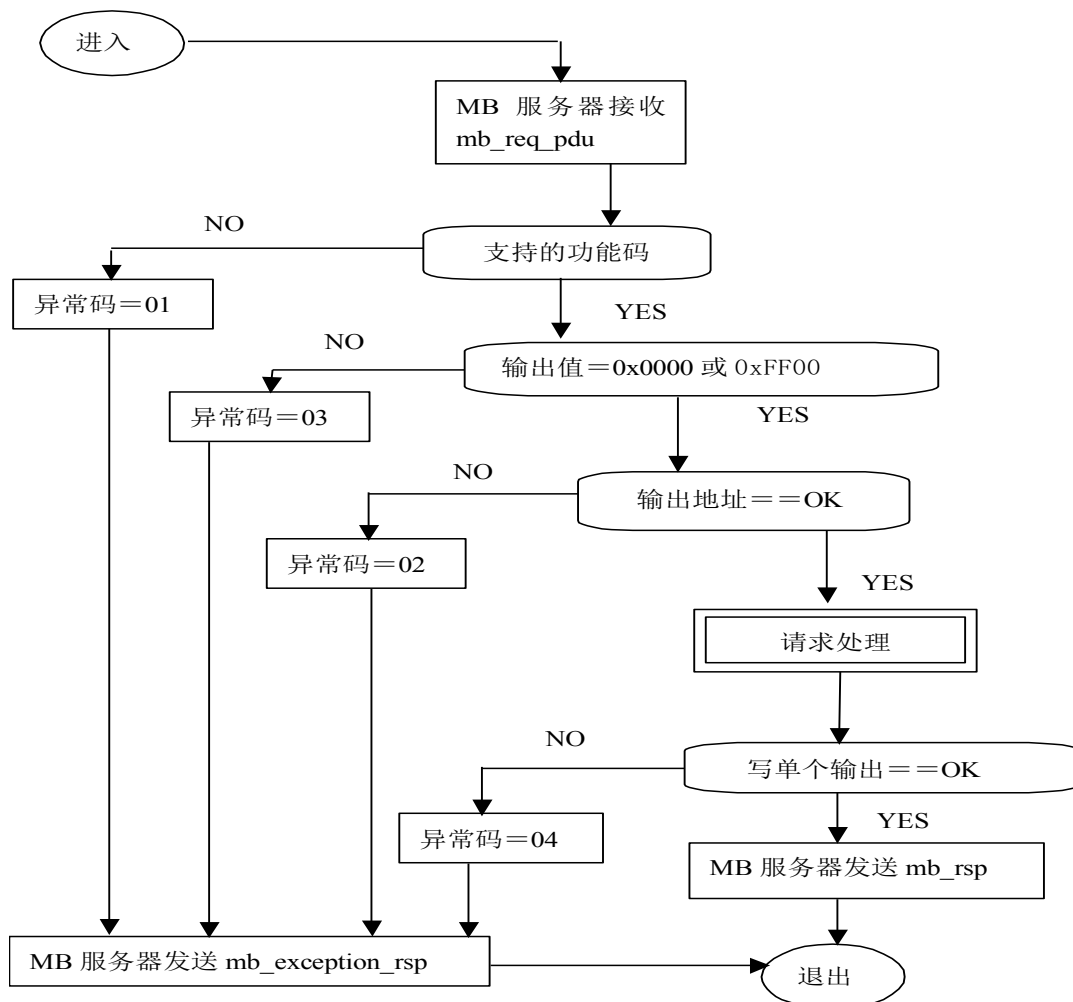 进入
MB 服务器接收
mb_req_pdu
NO
支持的功能码
异常码＝01
YES
NO
输出值＝0x0000 或 0xFF00
异常码＝03
YES
NO
输出地址＝＝OK
异常码＝02
YES
请求处理
NO
写单个输出＝＝OK
异常码＝04
YES
MB 服务器发送 mb_rsp
MB 服务器发送 mb_exception_rsp
退出